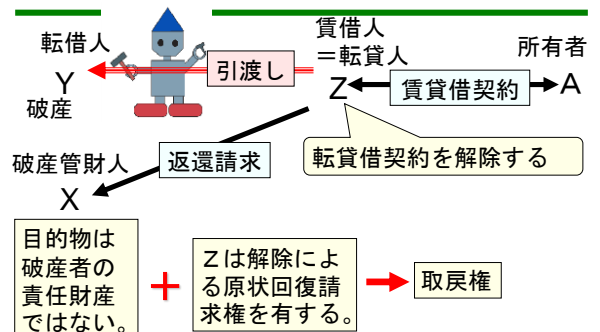 転借人
Y
破産
引渡し
賃借人
＝転貸人
Z
賃貸借契約
所有者
A
転貸借契約を解除する
破産管財人
X
返還請求
目的物は
破産者の
責任財産
ではない。
＋
Ｚは解除によ
る原状回復請
求権を有する。
取戻権